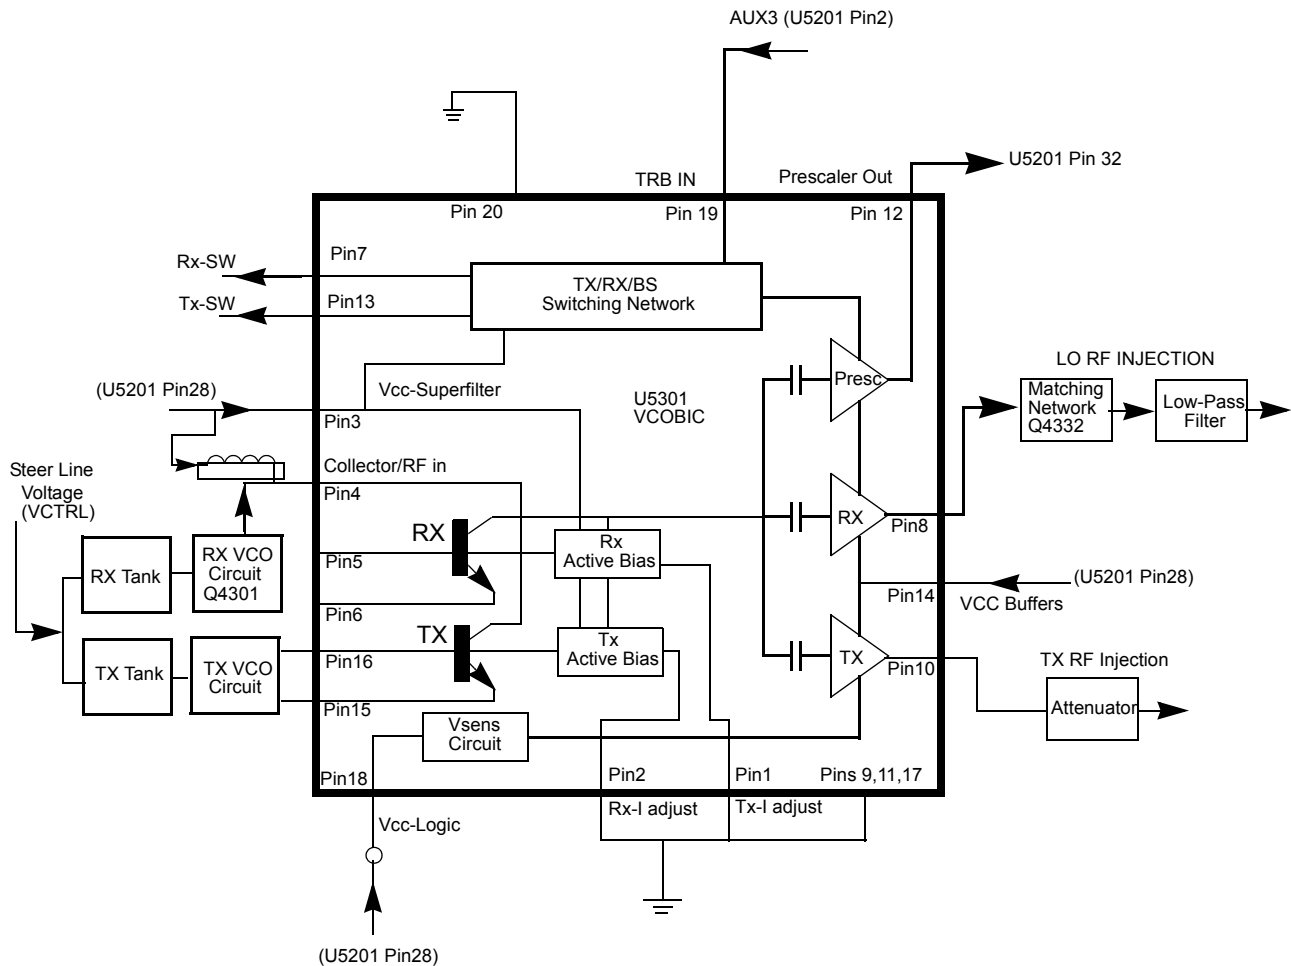 AUX3 (U5201 Pin2)
U5201 Pin 32
TRB IN
Prescaler Out
Pin 20
Pin 19
Pin 12
Rx-SW
Pin7
TX/RX/BS
Switching Network
Tx-SW
Pin13
Presc
LO RF INJECTION
(U5201 Pin28)
Vcc-Superfilter
U5301
VCOBIC
Matching
Network
Q4332
Low-Pass
Filter
Pin3
Steer Line
Voltage
(VCTRL)
Collector/RF in
Pin4
RX
RX
Pin8
Rx
Active Bias
RX Tank
RX VCO
Circuit
Q4301
Pin5
(U5201 Pin28)
Pin14
VCC Buffers
Pin6
TX
Tx
Active Bias
TX
Pin10
TX RF Injection
Pin16
TX Tank
TX VCO
Circuit
Pin15
Attenuator
Vsens
Circuit
Pin18
Pin2
Pin1
Pins 9,11,17
Rx-I adjust
Tx-I adjust
Vcc-Logic
(U5201 Pin28)